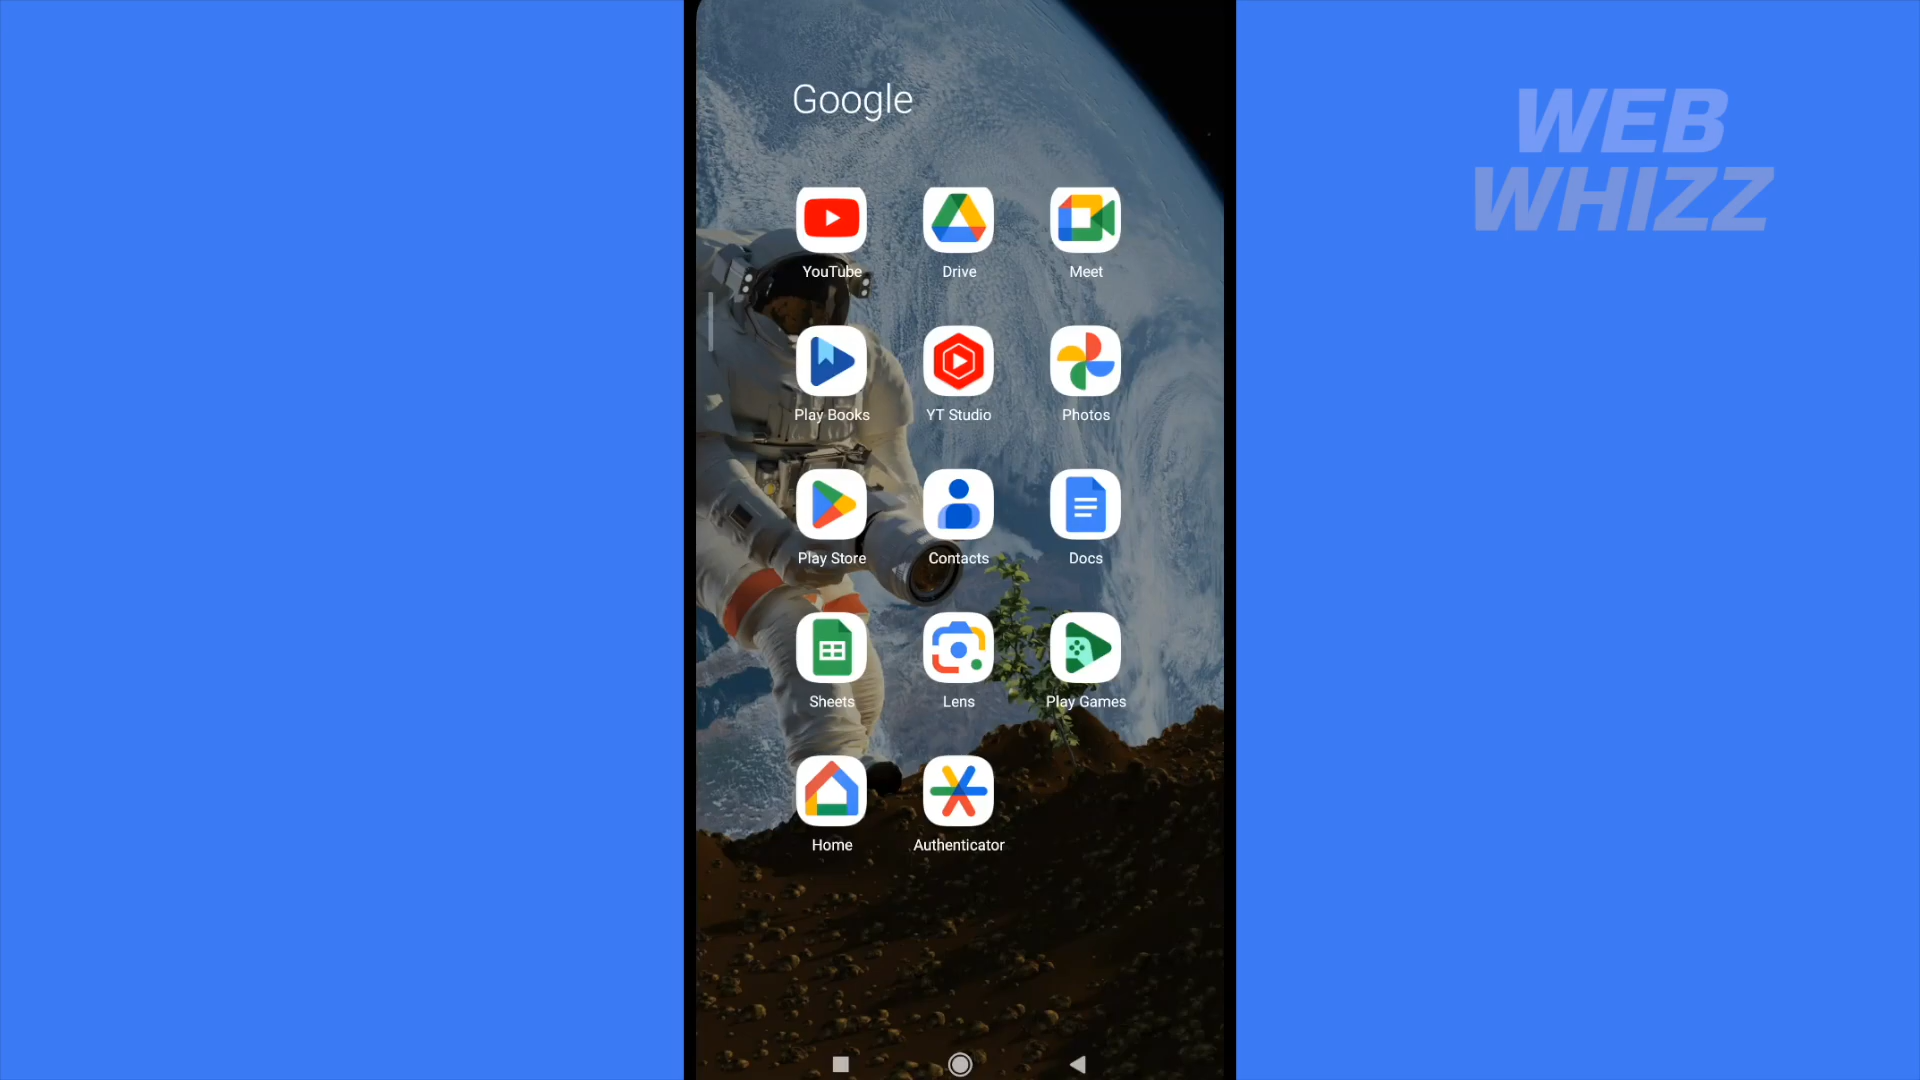 Google
WEB
WHIZZ
YouTube
Drive
Meet
Play Books
YT Studio
Photos
Play Store
Contacts
Docs
Sheets
Lens
Play Games
Home
Authenticator